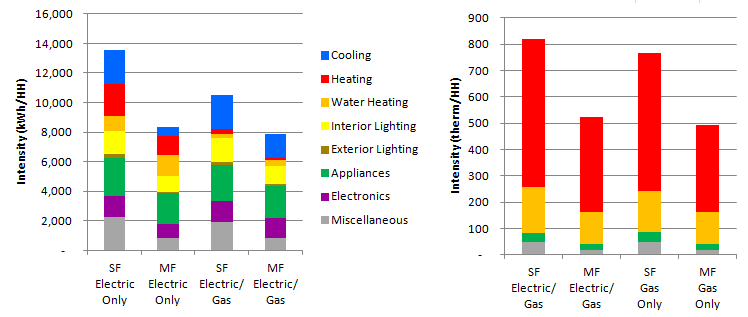 Intensity (kWh/HH)
16,000
14,000
12,000
10,000
8,000
6,000
4,000
2,000
-
SF
Electric
Only
MF
Electric
Only
SF
Electric/
Gas
MF
Electric/
Gas
Cooling
Heating
Water Heating
Interior Lighting
Exterior Lighting
Appliances
Electronics
Miscellaneous
Intensity (therm/HH)
900
800
700
600
500
400
300
200
100
-
SF
Electric/
Gas
MF
Electric/
Gas
SF
Gas
Only
MF
Gas
Only